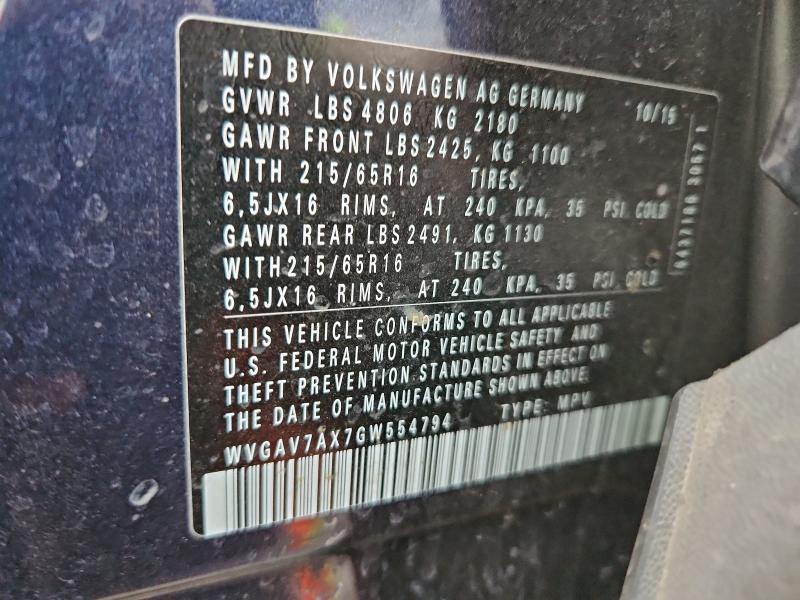 MFD BY VOLKSWAGEN AG GERMANY 10/15
GVWR LBS 4806 KG 2180
GAWR FRONT LBS 2425, KG 1100
WITH 215/65R16 TIRES,
6,5JX16 RIMS, AT 240 KPA, 35 PSI COLD
GAWR REAR LBS 2491, KG 1130
WITH 215/65R16 TIRES,
6,5JX16 RIMS, AT 240 KPA, 35 PSI COLD
THIS VEHICLE CONFORMS TO ALL APPLICABLE
U.S. FEDERAL MOTOR VEHICLE SAFETY AND
THEFT PREVENTION STANDARDS IN EFFECT ON
THE DATE OF MANUFACTURE SHOWN ABOVE.
WVGAV7AX7GW554794 TYPE: MPV